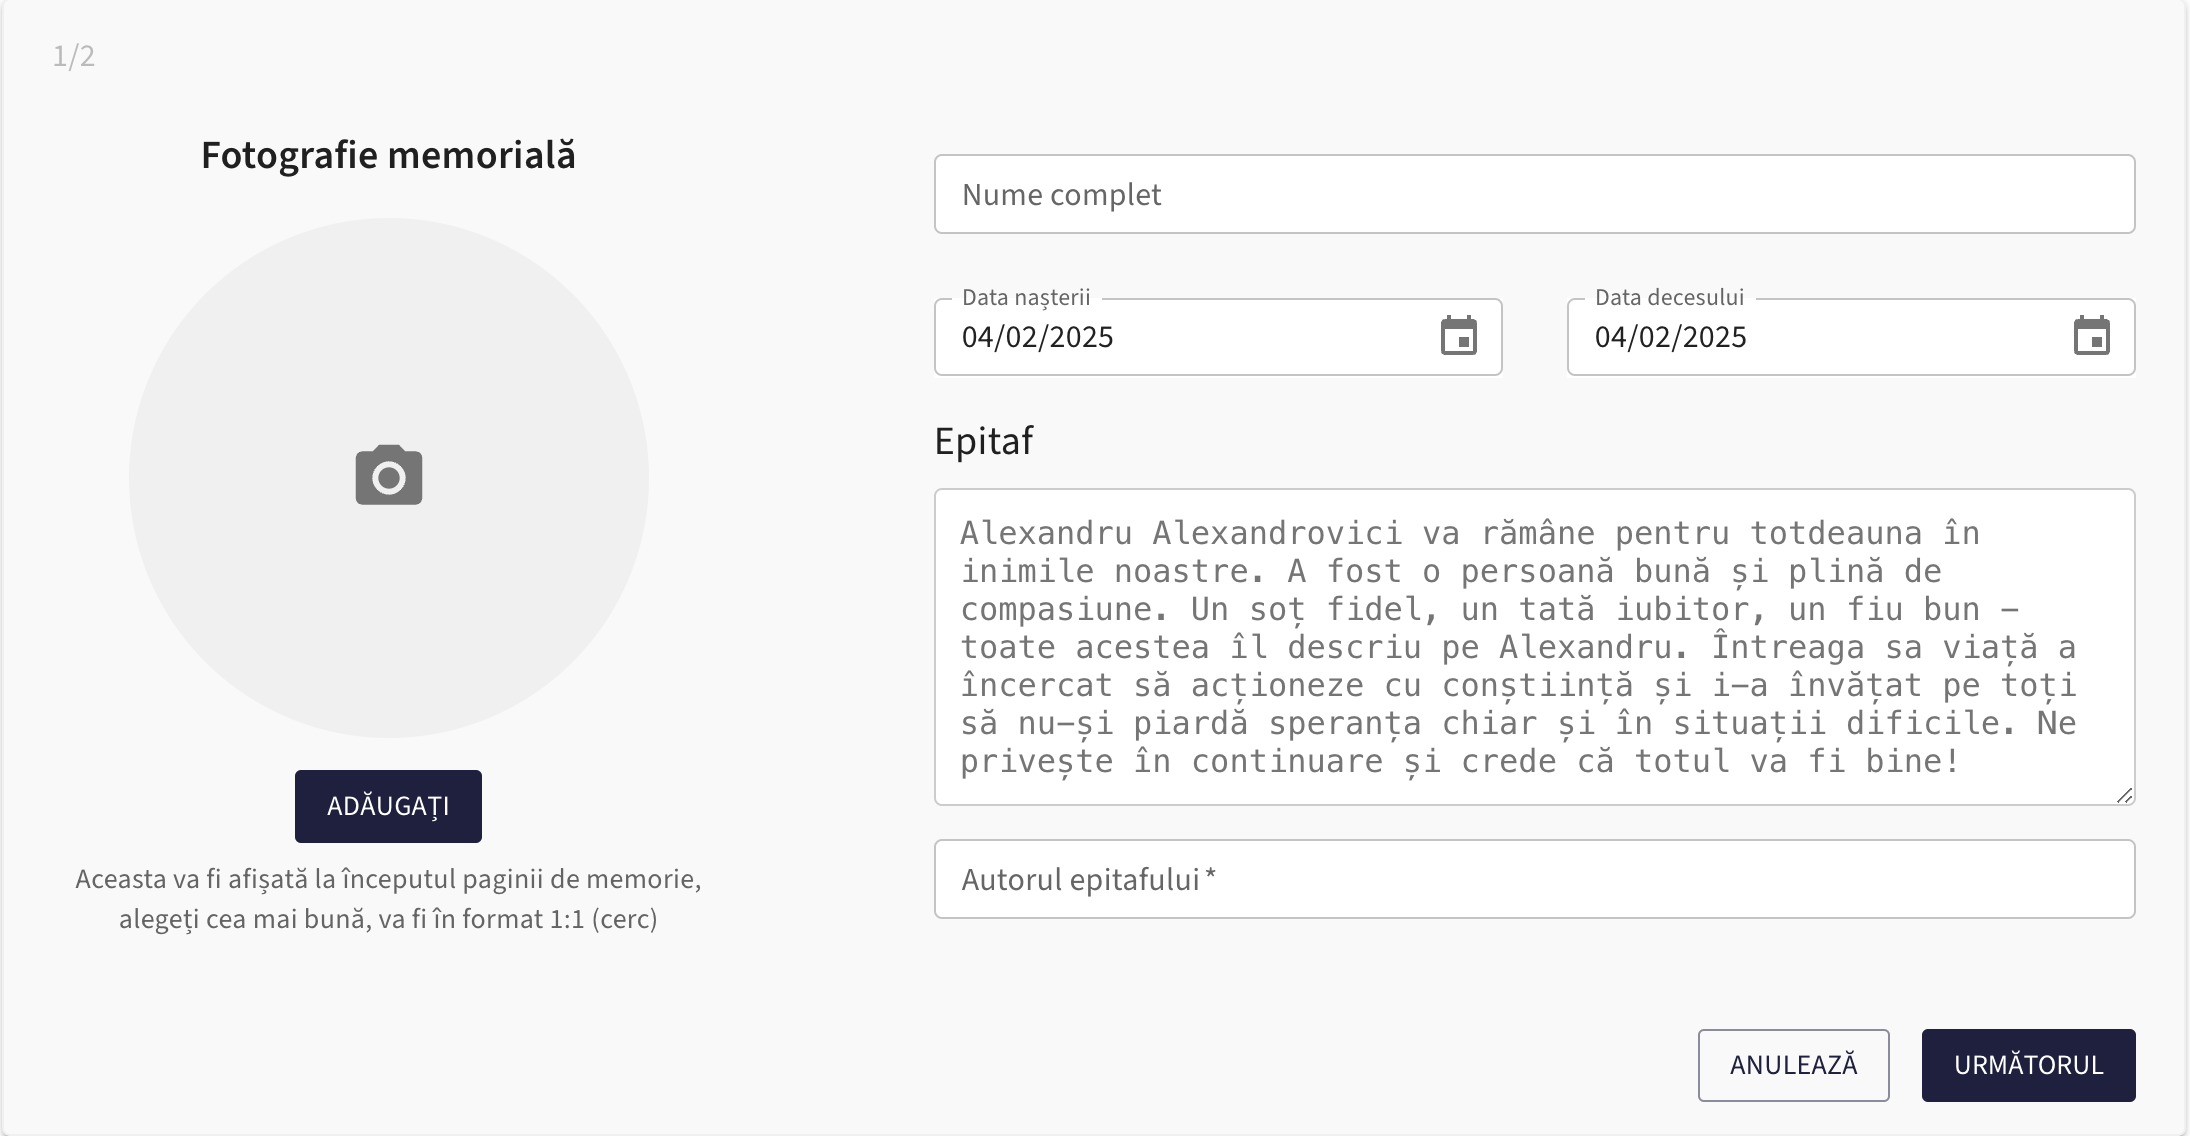 1/2
Fotografie memorială
ADĂUGAȚI
Aceasta va fi afișată la începutul paginii de memorie,
alegeți cea mai bună, va fi în format 1:1 (cerc)
Nume complet
Data nașterii
04/02/2025
Data decesului
04/02/2025
Epitaf
Alexandru Alexandrovici va rămâne pentru totdeauna în
inimile noastre. A fost o persoană bună și plină de
compasiune. Un soț fidel, un tată iubitor, un fiu bun –
toate acestea îl descriu pe Alexandru. Întreaga sa viață a
încercat să acționeze cu conștiință și i-a învățat pe toți
să nu-și piardă speranța chiar și în situații dificile. Ne
privește în continuare și crede că totul va fi bine!
Autorul epitafului *
ANULEAZĂ
URMĂTORUL